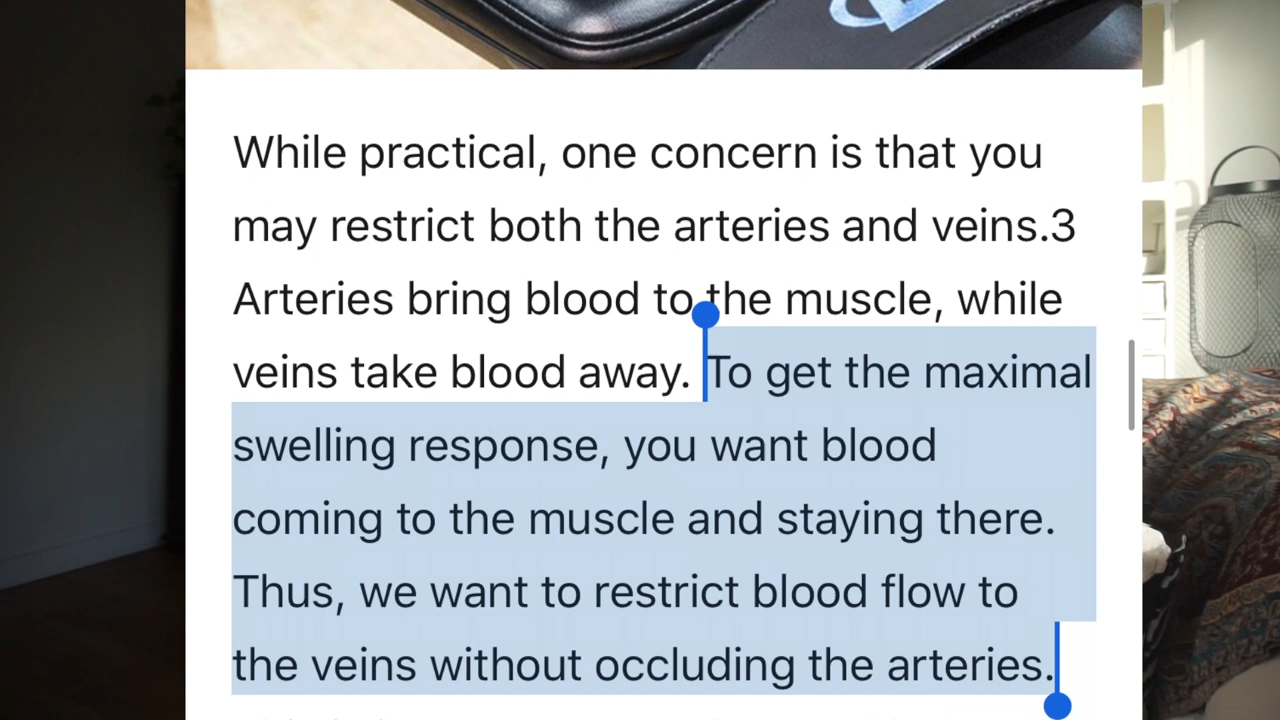 While practical, one concern is that you
may restrict both the arteries and veins.3
Arteries bring blood to the muscle, while
veins take blood away. To get the maximal
swelling response, you want blood
coming to the muscle and staying there.
Thus, we want to restrict blood flow to
the veins without occluding the arteries.